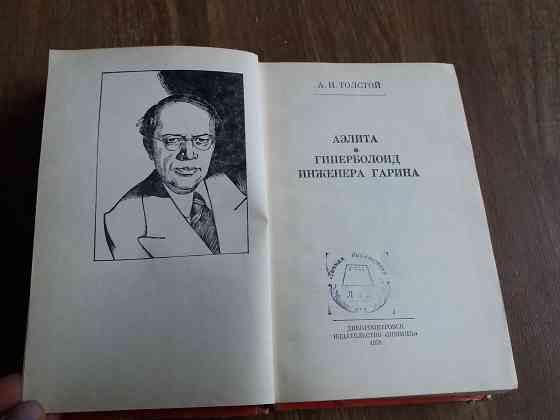 А. Н. ТОЛСТОЙ
АЭЛИТА
ГИПЕРБОЛОИД
ИНЖЕНЕРА ГАРИНА
ДНЕПРОПЕТРОВСК
ИЗДАТЕЛЬСТВО «ПРОМІНЬ»